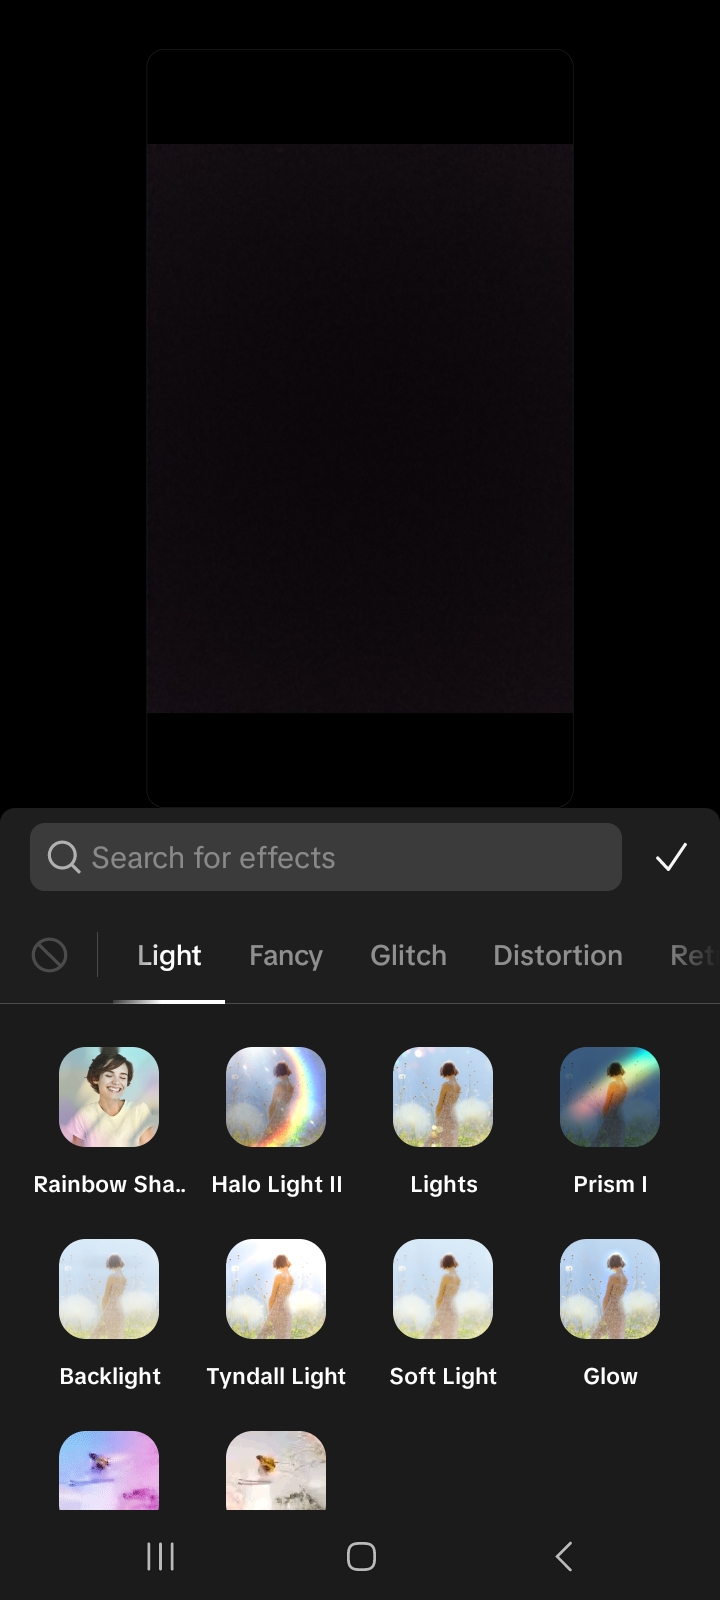 Search for effects
Light Fancy Glitch Distortion
Rainbow Sha.. Halo Light II Lights Prism I
Backlight Tyndall Light Soft Light Glow